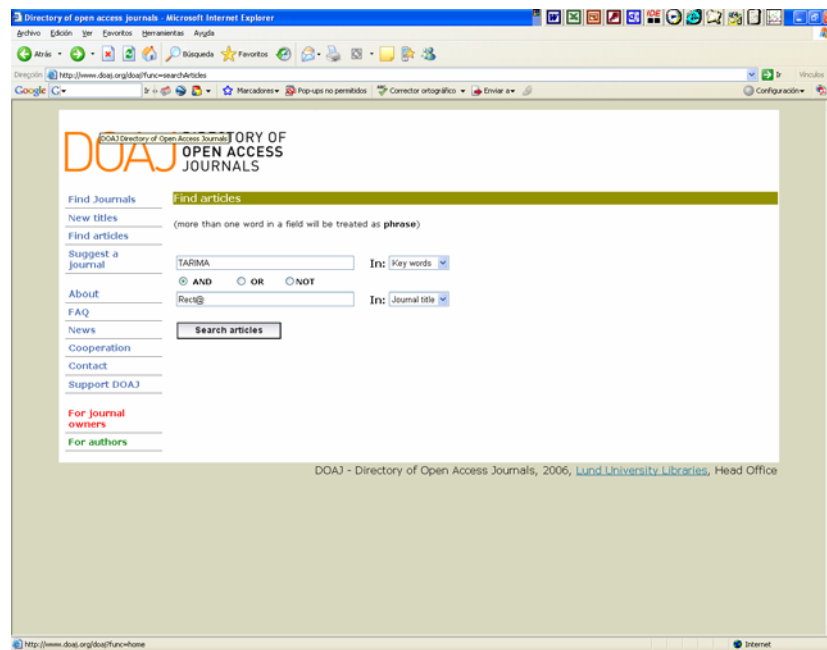 Directory of open access journals - Microsoft Internet Explorer
Archivo Edición Ver Favoritos Herramientas Ayuda
Atrás Búsqueda Favoritos
Dirección http://www.doaj.org/doaj?func=searchArticles Ir Vínculos
Google G Ir Marcadores Pop-ups no permitidos Corrector ortográfico Enviar a Configuración
DOAJ DIRECTORY OF
DOAJ Directory of Open Access Journals
OPEN ACCESS
JOURNALS
Find Journals
New titles
Find articles
Suggest a
journal
About
FAQ
News
Cooperation
Contact
Support DOAJ
For journal
owners
For authors
Find articles
(more than one word in a field will be treated as phrase)
TARIMA In: Key words
AND OR NOT
Rect@ In: Journal title
Search articles
DOAJ - Directory of Open Access Journals, 2006, Lund University Libraries, Head Office
http://www.doaj.org/doaj?func=home Internet